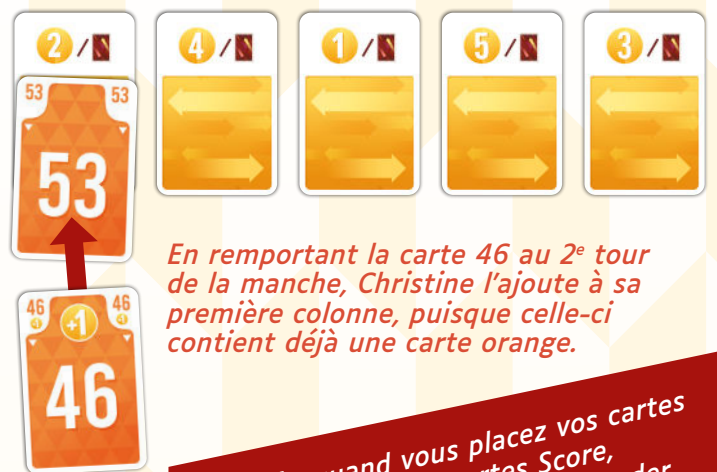 2 / 4 / 1 / 5 / 3 /
53 53
53
46 +1 46
46
En remportant la carte 46 au 2e tour
de la manche, Christine l'ajoute à sa
première colonne, puisque celle-ci
contient déjà une carte orange.
quand vous placez vos cartes
Score,